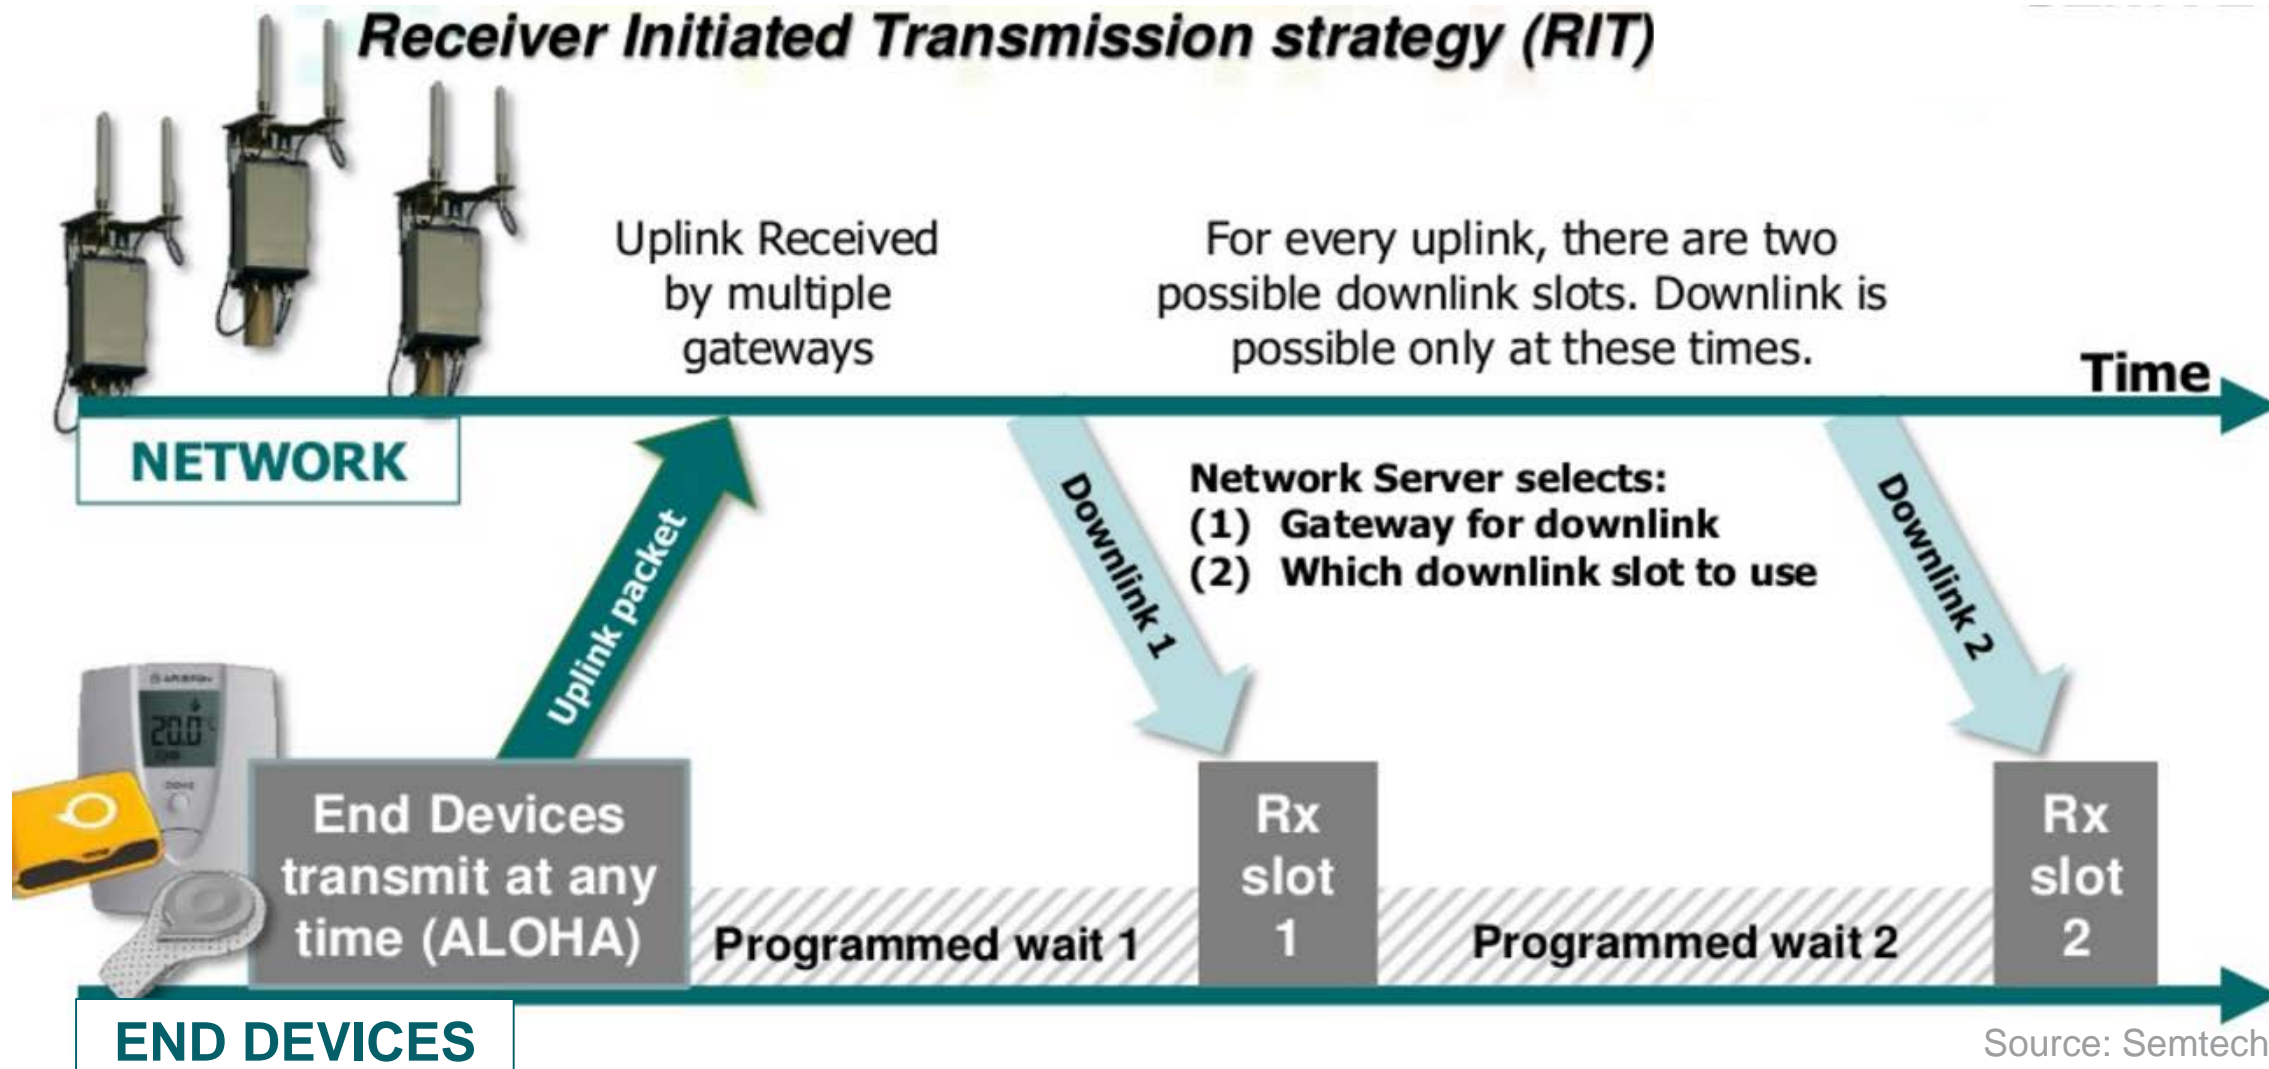 Receiver Initiated Transmission strategy (RIT)
Uplink Received
by multiple
gateways
For every uplink, there are two
possible downlink slots. Downlink is
possible only at these times.
Time
NETWORK
Uplink packet
Downlink 1
Network Server selects:
(1) Gateway for downlink
(2) Which downlink slot to use
Downlink 2
20.0
End Devices
transmit at any
time (ALOHA)
Programmed wait 1
Rx
slot
1
Programmed wait 2
Rx
slot
2
END DEVICES
Source: Semtech